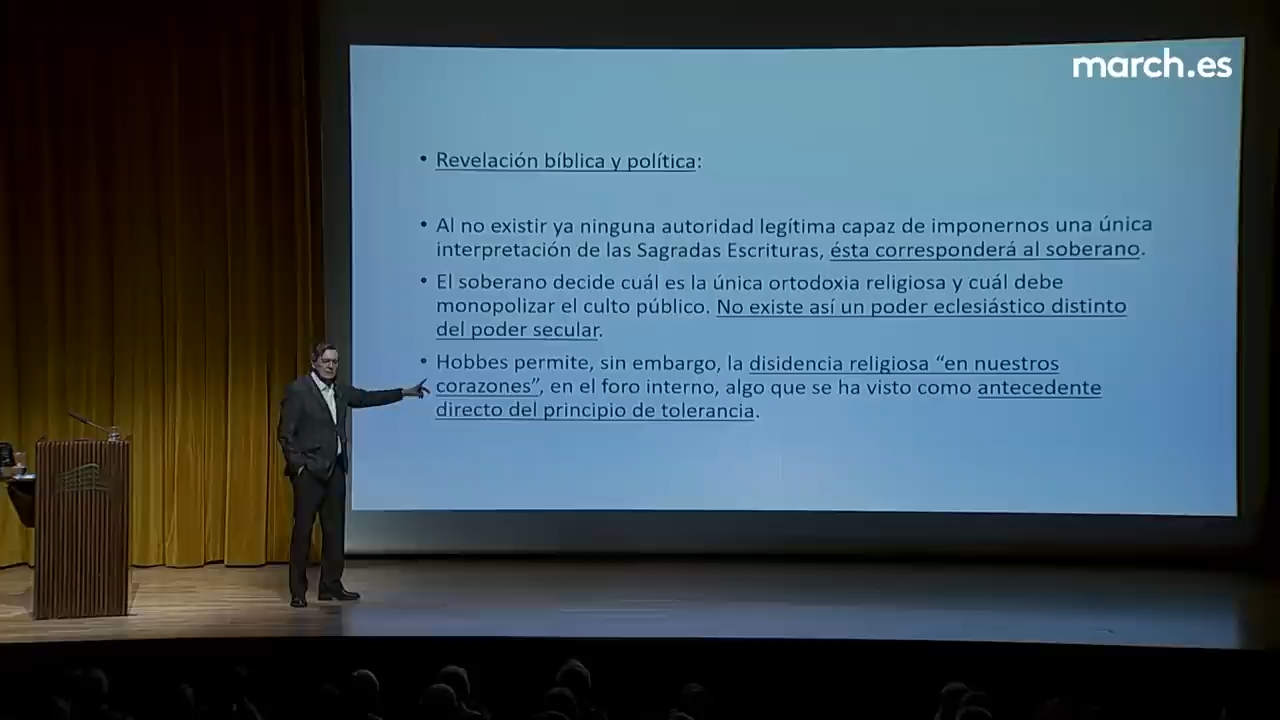 march.es
• Revelación bíblica y política:
• Al no existir ya ninguna autoridad legítima capaz de imponernos una única
interpretación de las Sagradas Escrituras, ésta corresponderá al soberano.
• El soberano decide cuál es la única ortodoxia religiosa y cuál debe
monopolizar el culto público. No existe así un poder eclesiástico distinto
del poder secular.
• Hobbes permite, sin embargo, la disidencia religiosa “en nuestros
corazones”, en el foro interno, algo que se ha visto como antecedente
directo del principio de tolerancia.